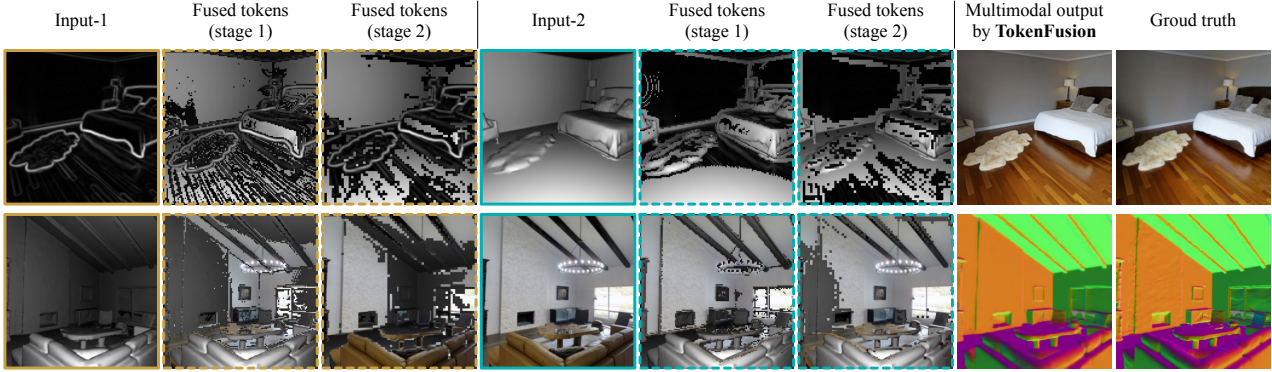 Input-1
Fused tokens
(stage 1)
Fused tokens
(stage 2)
Input-2
Fused tokens
(stage 1)
Fused tokens
(stage 2)
Multimodal output
by TokenFusion
Groud truth